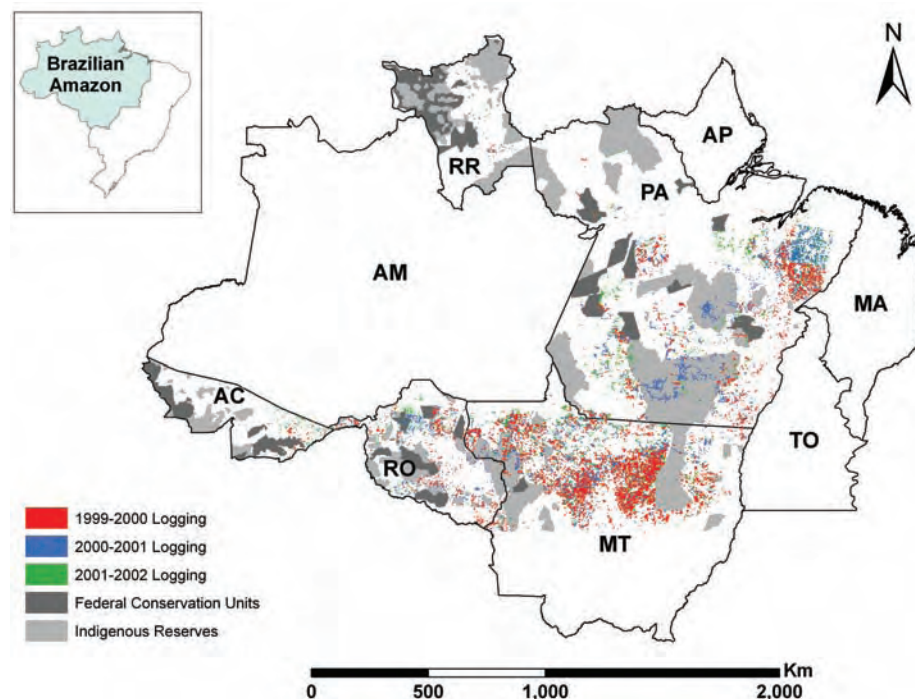 Brazilian
Amazon
N
AP
RR
PA
AM
MA
AC
TO
RO
MT
1999-2000 Logging
2000-2001 Logging
2001-2002 Logging
Federal Conservation Units
Indigenous Reserves
Km
0 500 1,000 2,000